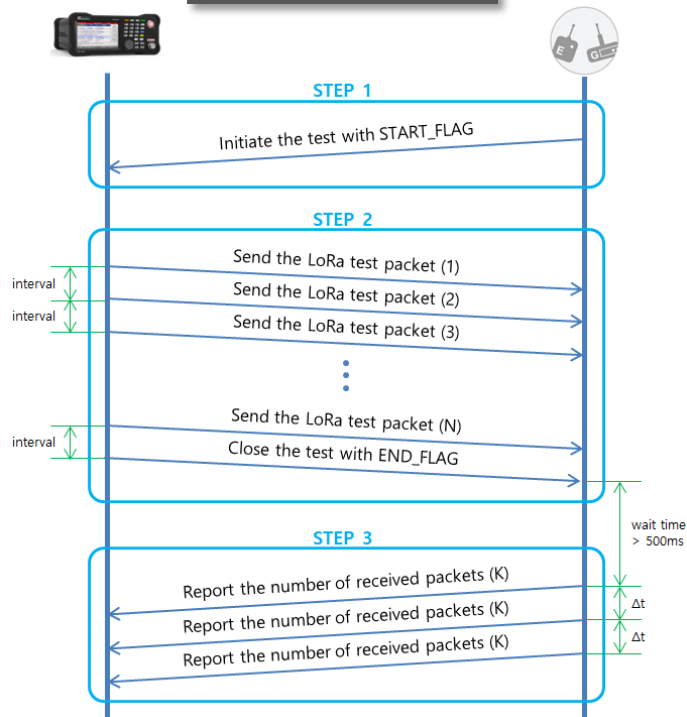 E
G
STEP 1
Initiate the test with START_FLAG
STEP 2
Send the LoRa test packet (1)
interval
Send the LoRa test packet (2)
interval
Send the LoRa test packet (3)
Send the LoRa test packet (N)
interval
Close the test with END_FLAG
wait time
> 500ms
STEP 3
Report the number of received packets (K)
Δt
Report the number of received packets (K)
Δt
Report the number of received packets (K)